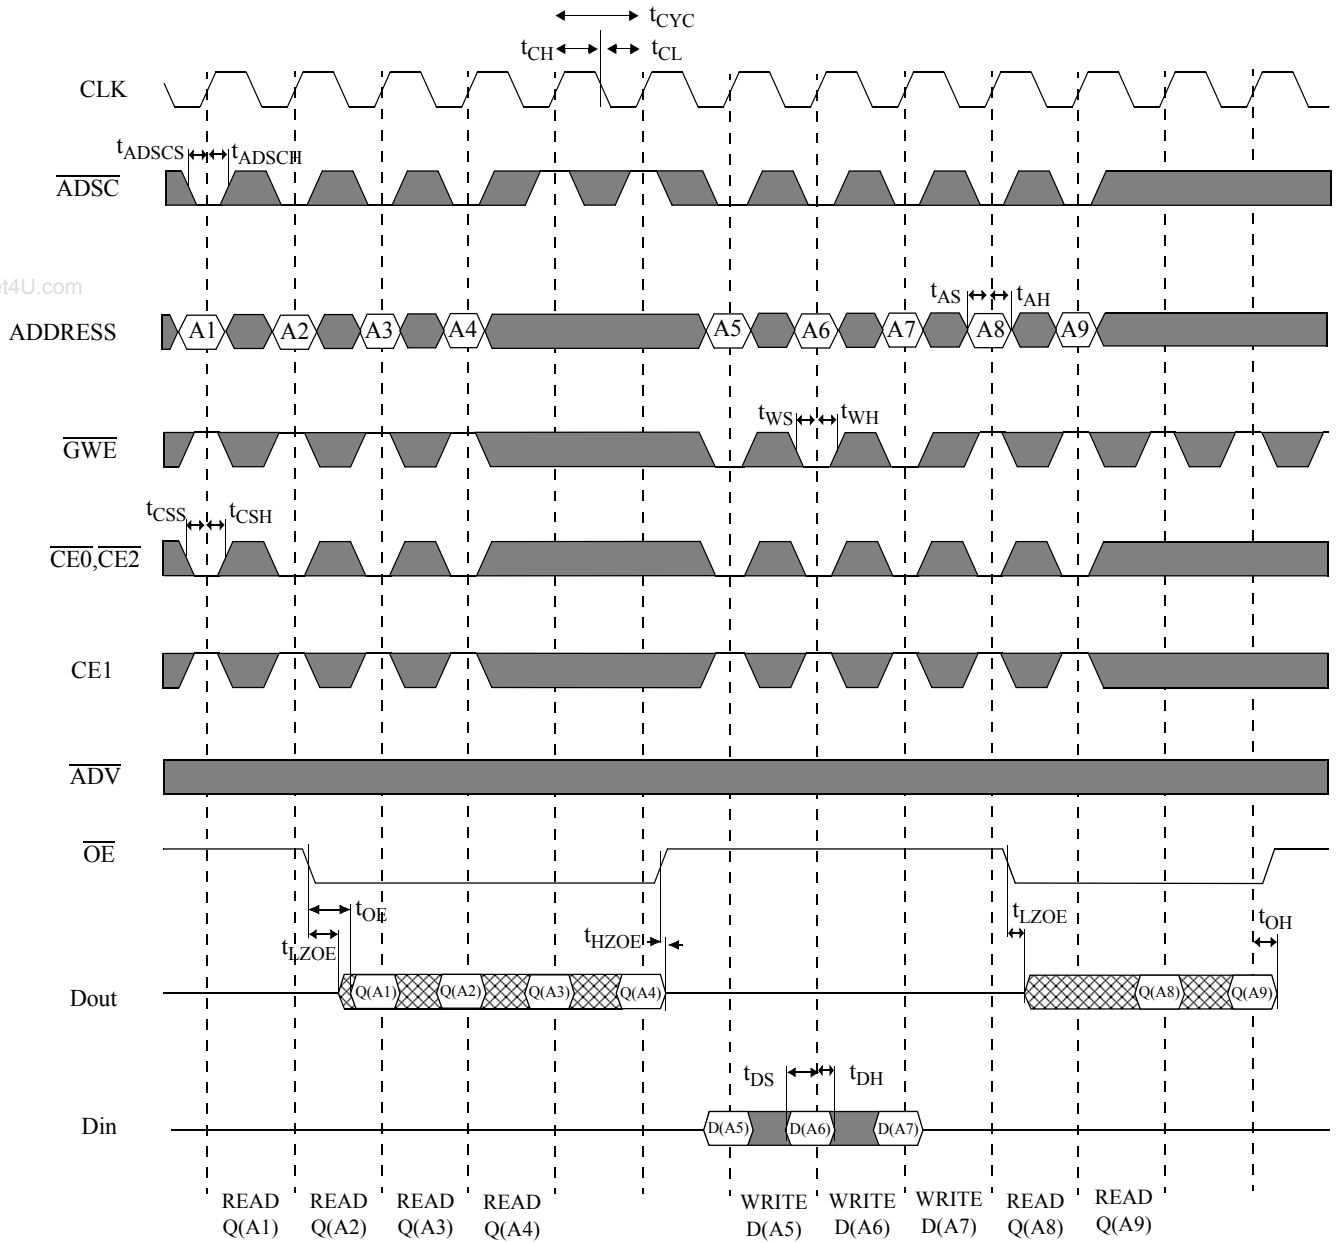 tCYC
tCH
tCL
CLK
tADSCS
tADSCH
ADSC
et4U.com
tAS
tAH
ADDRESS
A1
A2
A3
A4
A5
A6
A7
A8
A9
tWS
tWH
GWE
tCSS
tCSH
CE0,CE2
CE1
ADV
OE
tOE
tLZOE
tHZOE
tLZOE
tOH
Dout
Q(A1)
Q(A2)
Q(A3)
Q(A4)
Q(A8)
Q(A9)
tDS
tDH
Din
D(A5)
D(A6)
D(A7)
READ
Q(A1)
READ
Q(A2)
READ
Q(A3)
READ
Q(A4)
WRITE
D(A5)
WRITE
D(A6)
WRITE
D(A7)
READ
Q(A8)
READ
Q(A9)